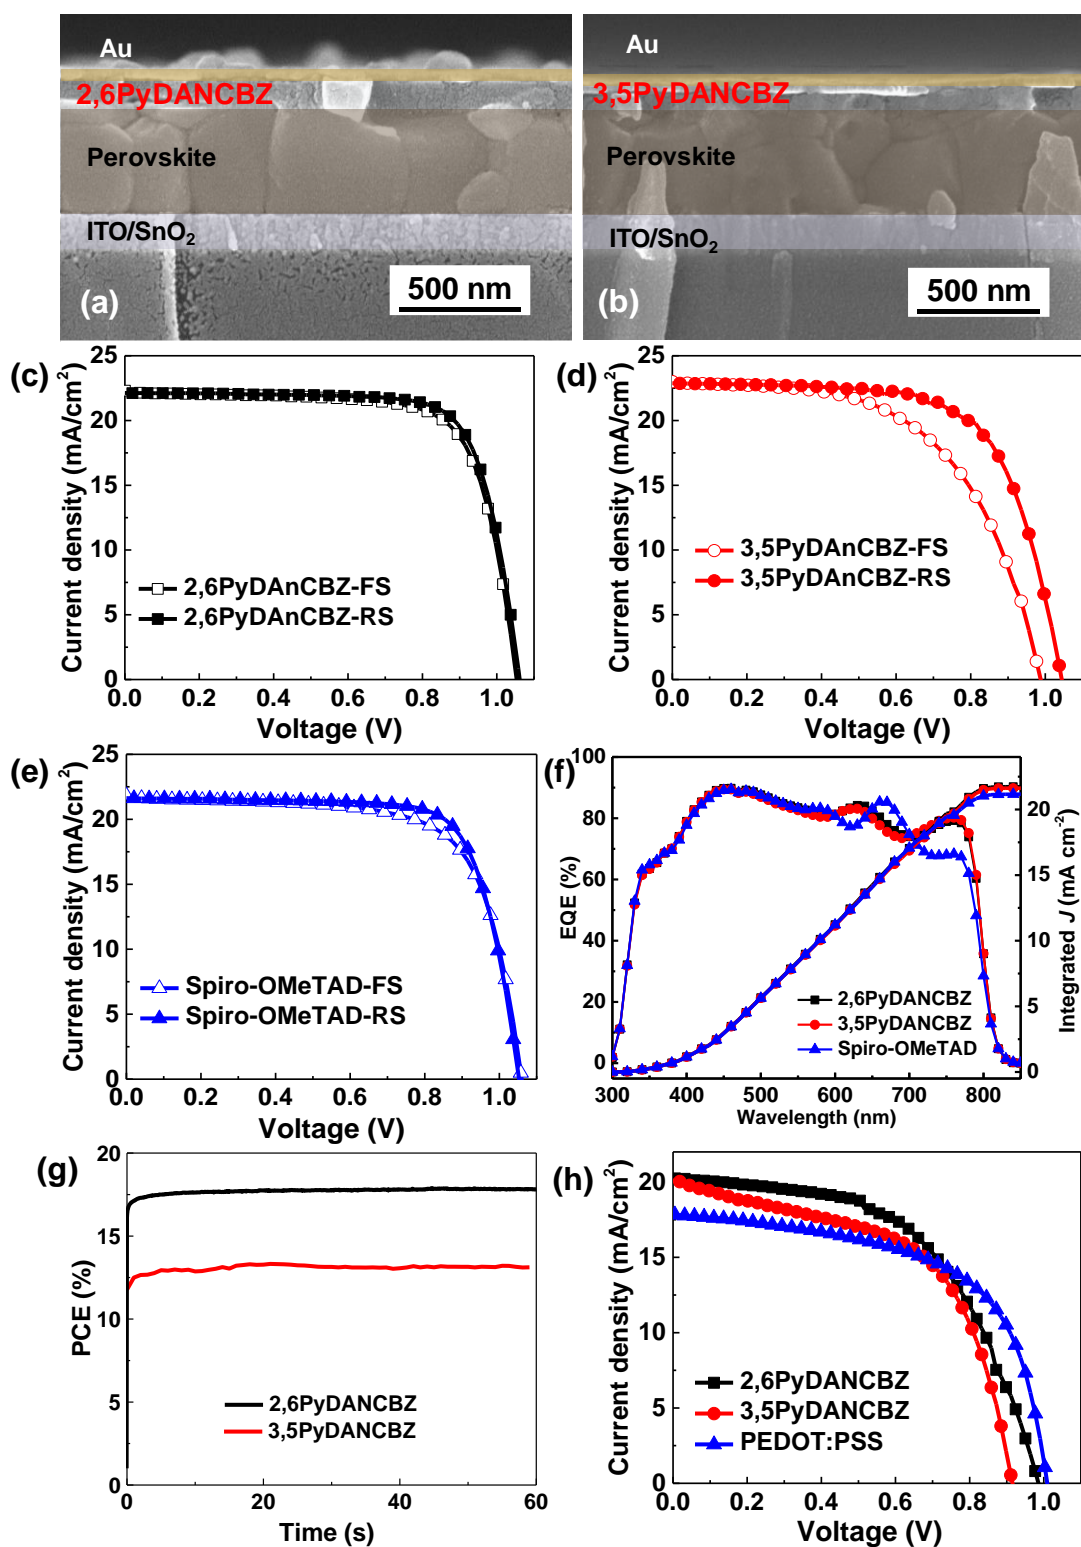 Au
2,6PyDANCBZ
Perovskite
ITO/SnO₂
500 nm
(a)
Au
3,5PyDANCBZ
Perovskite
ITO/SnO₂
500 nm
(b)
(c)
Current density (mA/cm²)
25
20
15
10
5
0
2,6PyDAnCBZ-FS
2,6PyDAnCBZ-RS
0.0 0.2 0.4 0.6 0.8 1.0
Voltage (V)
(d)
Current density (mA/cm²)
25
20
15
10
5
0
3,5PyDAnCBZ-FS
3,5PyDAnCBZ-RS
0.0 0.2 0.4 0.6 0.8 1.0
Voltage (V)
(e)
Current density (mA/cm²)
25
20
15
10
5
0
Spiro-OMeTAD-FS
Spiro-OMeTAD-RS
0.0 0.2 0.4 0.6 0.8 1.0
Voltage (V)
(f)
EQE (%)
100
80
60
40
20
0
2,6PyDANCBZ
3,5PyDANCBZ
Spiro-OMeTAD
300 400 500 600 700 800
Wavelength (nm)
20
15
10
5
0
Integrated J (mA cm⁻²)
(g)
PCE (%)
20
18
13
9
5
0
2,6PyDANCBZ
3,5PyDANCBZ
0 20 40 60
Time (s)
(h)
Current density (mA/cm²)
20
15
10
5
0
2,6PyDANCBZ
3,5PyDANCBZ
PEDOT:PSS
0.0 0.2 0.4 0.6 0.8 1.0
Voltage (V)